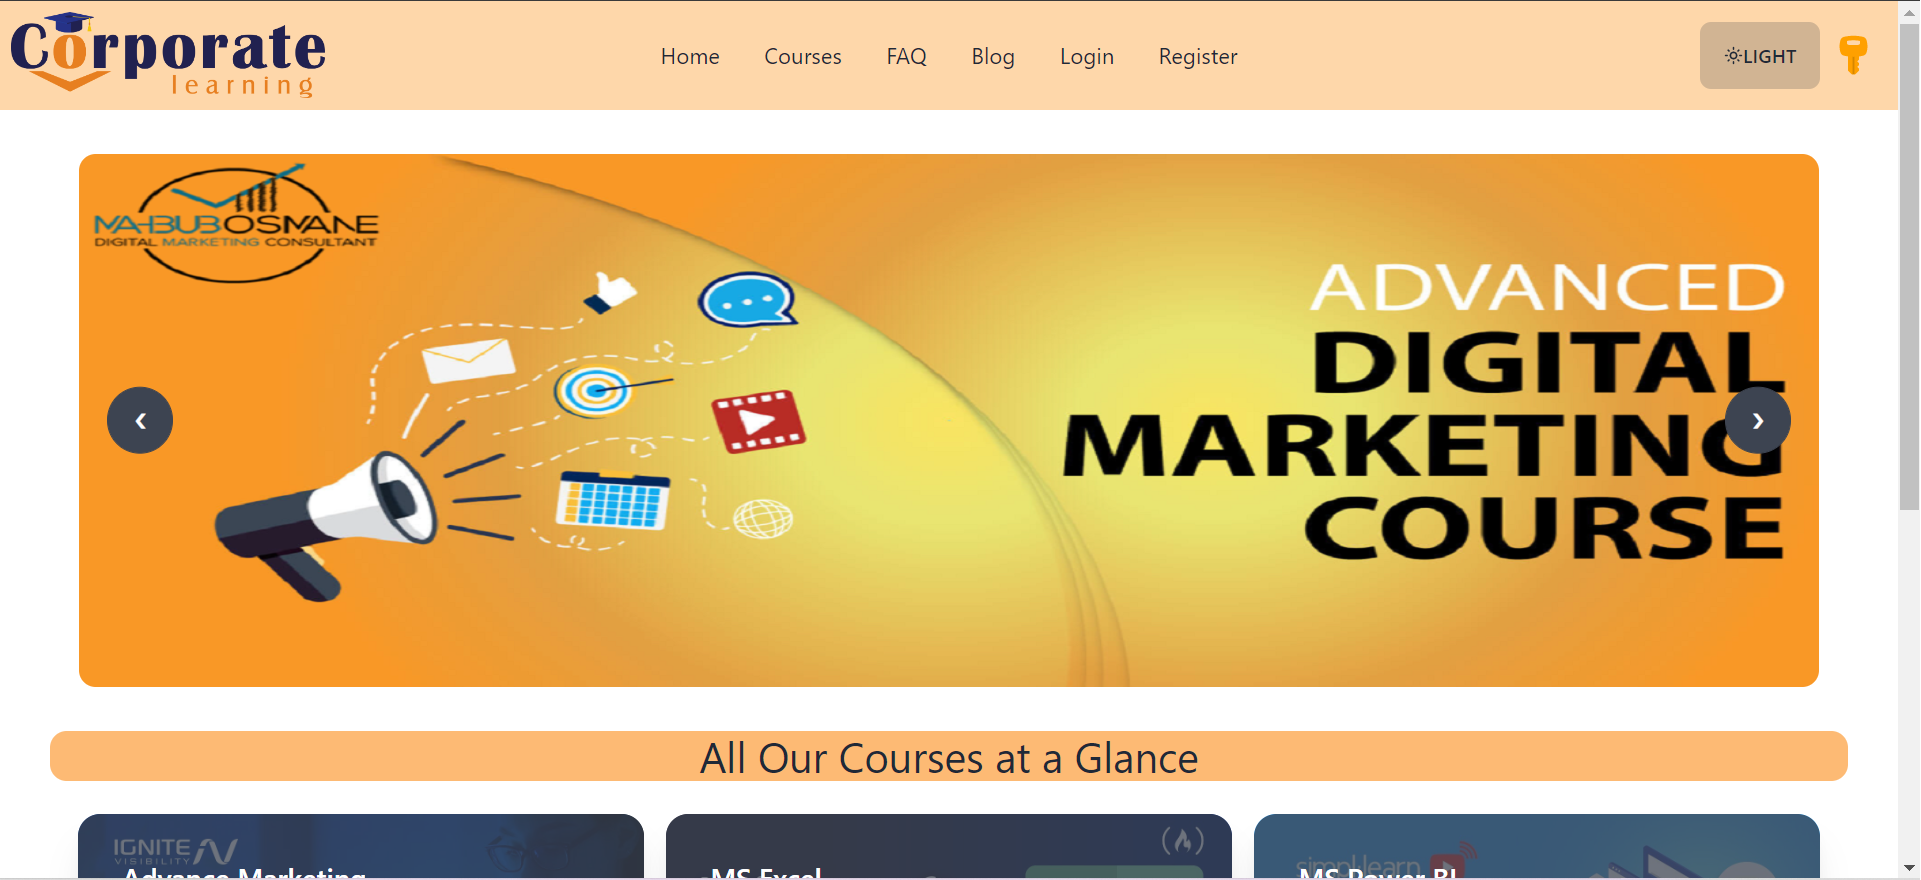 Corporate
learning
Home
Courses
FAQ
Blog
Login
Register
LIGHT
MAHBUBOSMANE
DIGITAL MARKETING CONSULTANT
ADVANCED
DIGITAL
MARKETING
COURSE
❮
❯
All Our Courses at a Glance
IGNITE
VISIBILITY
Advance Marketing
MS Excel
simplilearn
MS Power BI